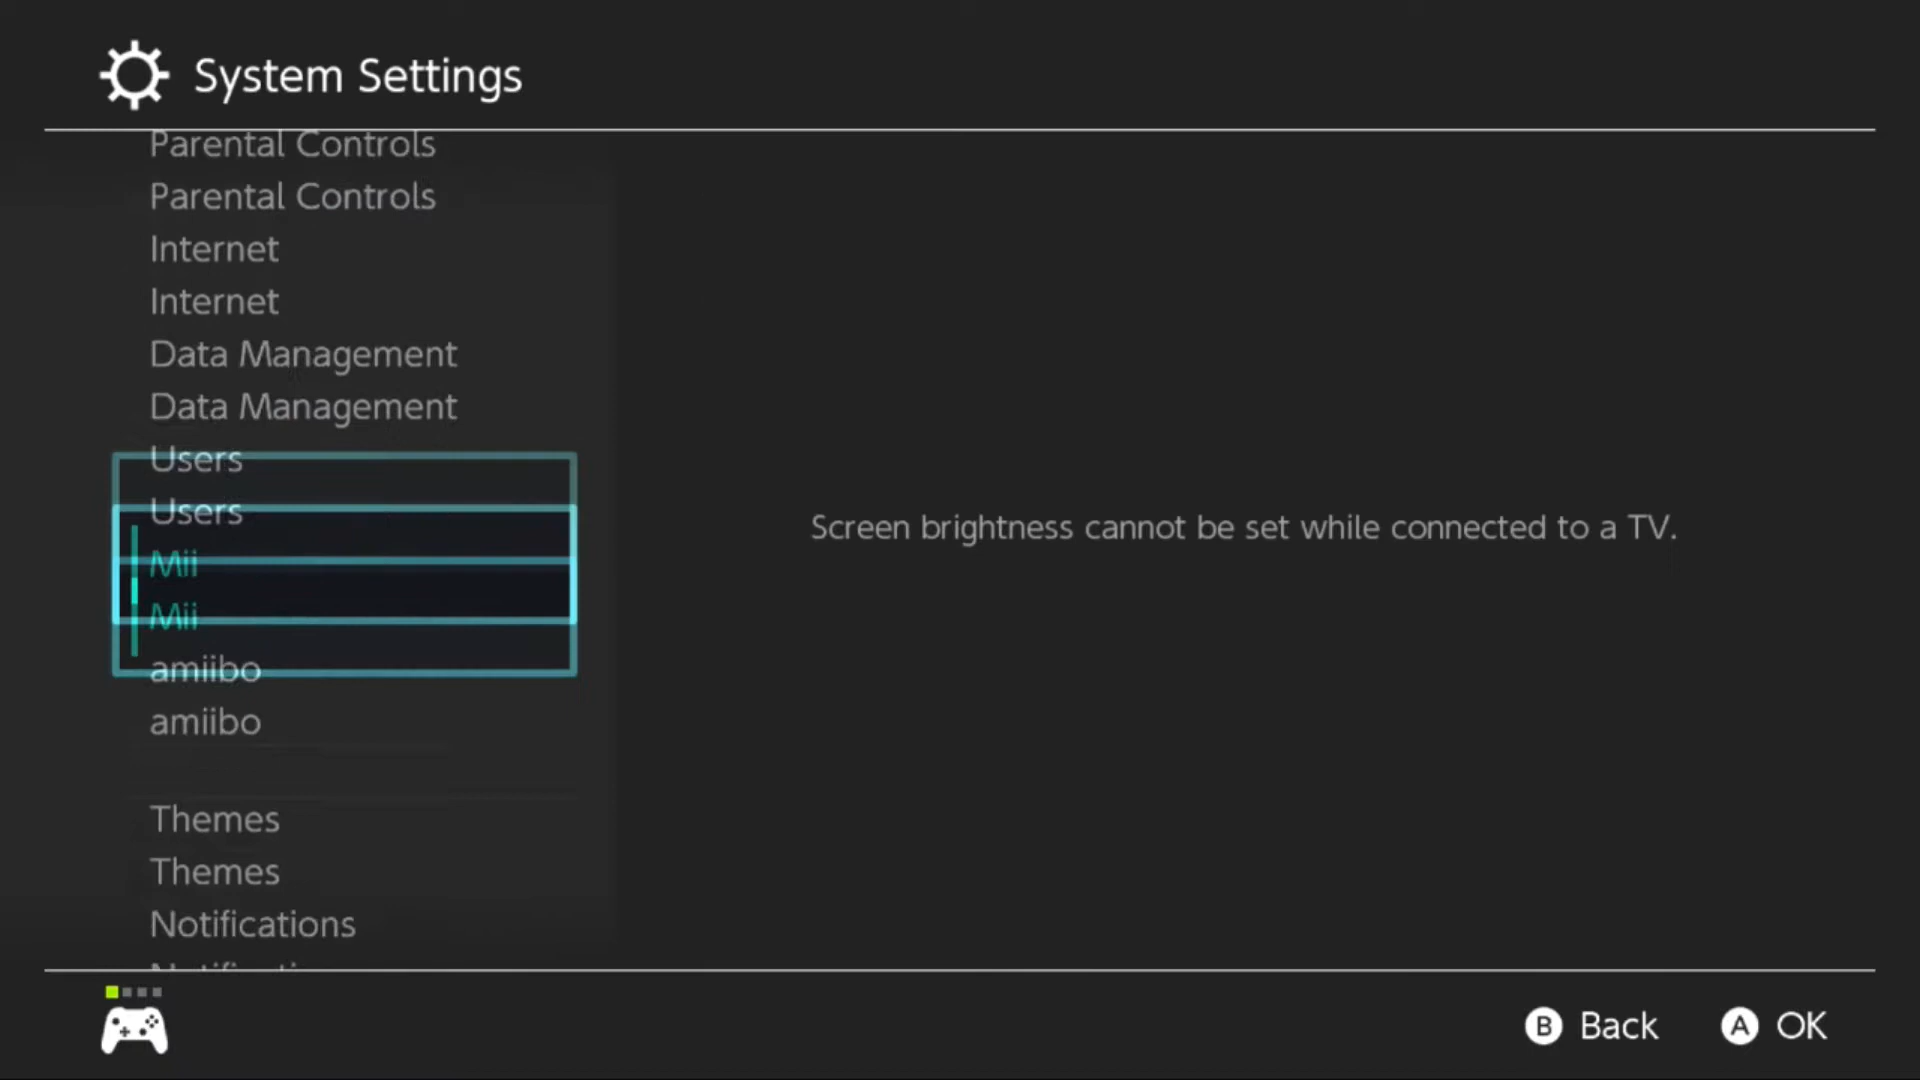 System Settings
Parental Controls
Parental Controls
Internet
Internet
Data Management
Data Management
Users
Users
Mii
Mii
amiibo
amiibo
Themes
Themes
Notifications
Screen brightness cannot be set while connected to a TV.
B Back
A OK